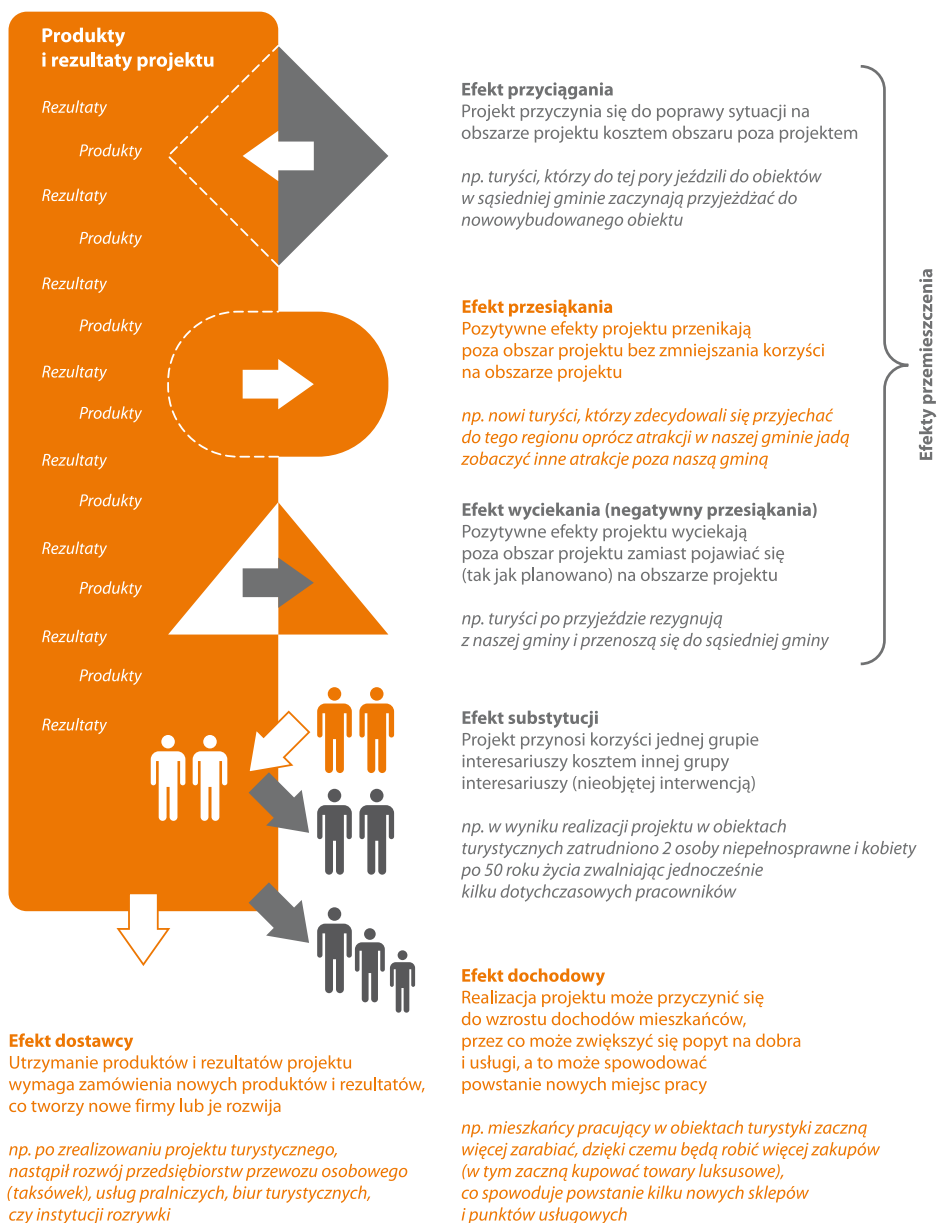 Produkty
i rezultaty projektu
Rezultaty
Produkty
Rezultaty
Produkty
Rezultaty
Produkty
Rezultaty
Produkty
Rezultaty
Produkty
Rezultaty
Produkty
Rezultaty
Produkty
Rezultaty
Efekt przyciągania
Projekt przyczynia się do poprawy sytuacji na
obszarze projektu kosztem obszaru poza projektem
np. turyści, którzy do tej pory jeździli do obiektów
w sąsiedniej gminie zaczynają przyjeżdżać do
nowowybudowanego obiektu
Efekt przesiąkania
Pozytywne efekty projektu przenikają
poza obszar projektu bez zmniejszania korzyści
na obszarze projektu
np. nowi turyści, którzy zdecydowali się przyjechać
do tego regionu oprócz atrakcji w naszej gminie jadą
zobaczyć inne atrakcje poza naszą gminą
Efekt wyciekania (negatywny przesiąkania)
Pozytywne efekty projektu wyciekają
poza obszar projektu zamiast pojawiać się
(tak jak planowano) na obszarze projektu
np. turyści po przyjeździe rezygnują
z naszej gminy i przenoszą się do sąsiedniej gminy
Efekty przemieszczenia
Efekt substytucji
Projekt przynosi korzyści jednej grupie
interesariuszy kosztem innej grupy
interesariuszy (nieobjętej interwencją)
np. w wyniku realizacji projektu w obiektach
turystycznych zatrudniono 2 osoby niepełnosprawne i kobiety
po 50 roku życia zwalniając jednocześnie
kilku dotychczasowych pracowników
Efekt dostawcy
Utrzymanie produktów i rezultatów projektu
wymaga zamówienia nowych produktów i rezultatów,
co tworzy nowe firmy lub je rozwija
np. po zrealizowaniu projektu turystycznego,
nastąpił rozwój przedsiębiorstw przewozu osobowego
(taksówek), usług pralniczych, biur turystycznych,
czy instytucji rozrywki
Efekt dochodowy
Realizacja projektu może przyczynić się
do wzrostu dochodów mieszkańców,
przez co może zwiększyć się popyt na dobra
i usługi, a to może spowodować
powstanie nowych miejsc pracy
np. mieszkańcy pracujący w obiektach turystyki zaczną
więcej zarabiać, dzięki czemu będą robić więcej zakupów
(w tym zaczną kupować towary luksusowe),
co spowoduje powstanie kilku nowych sklepów
i punktów usługowych